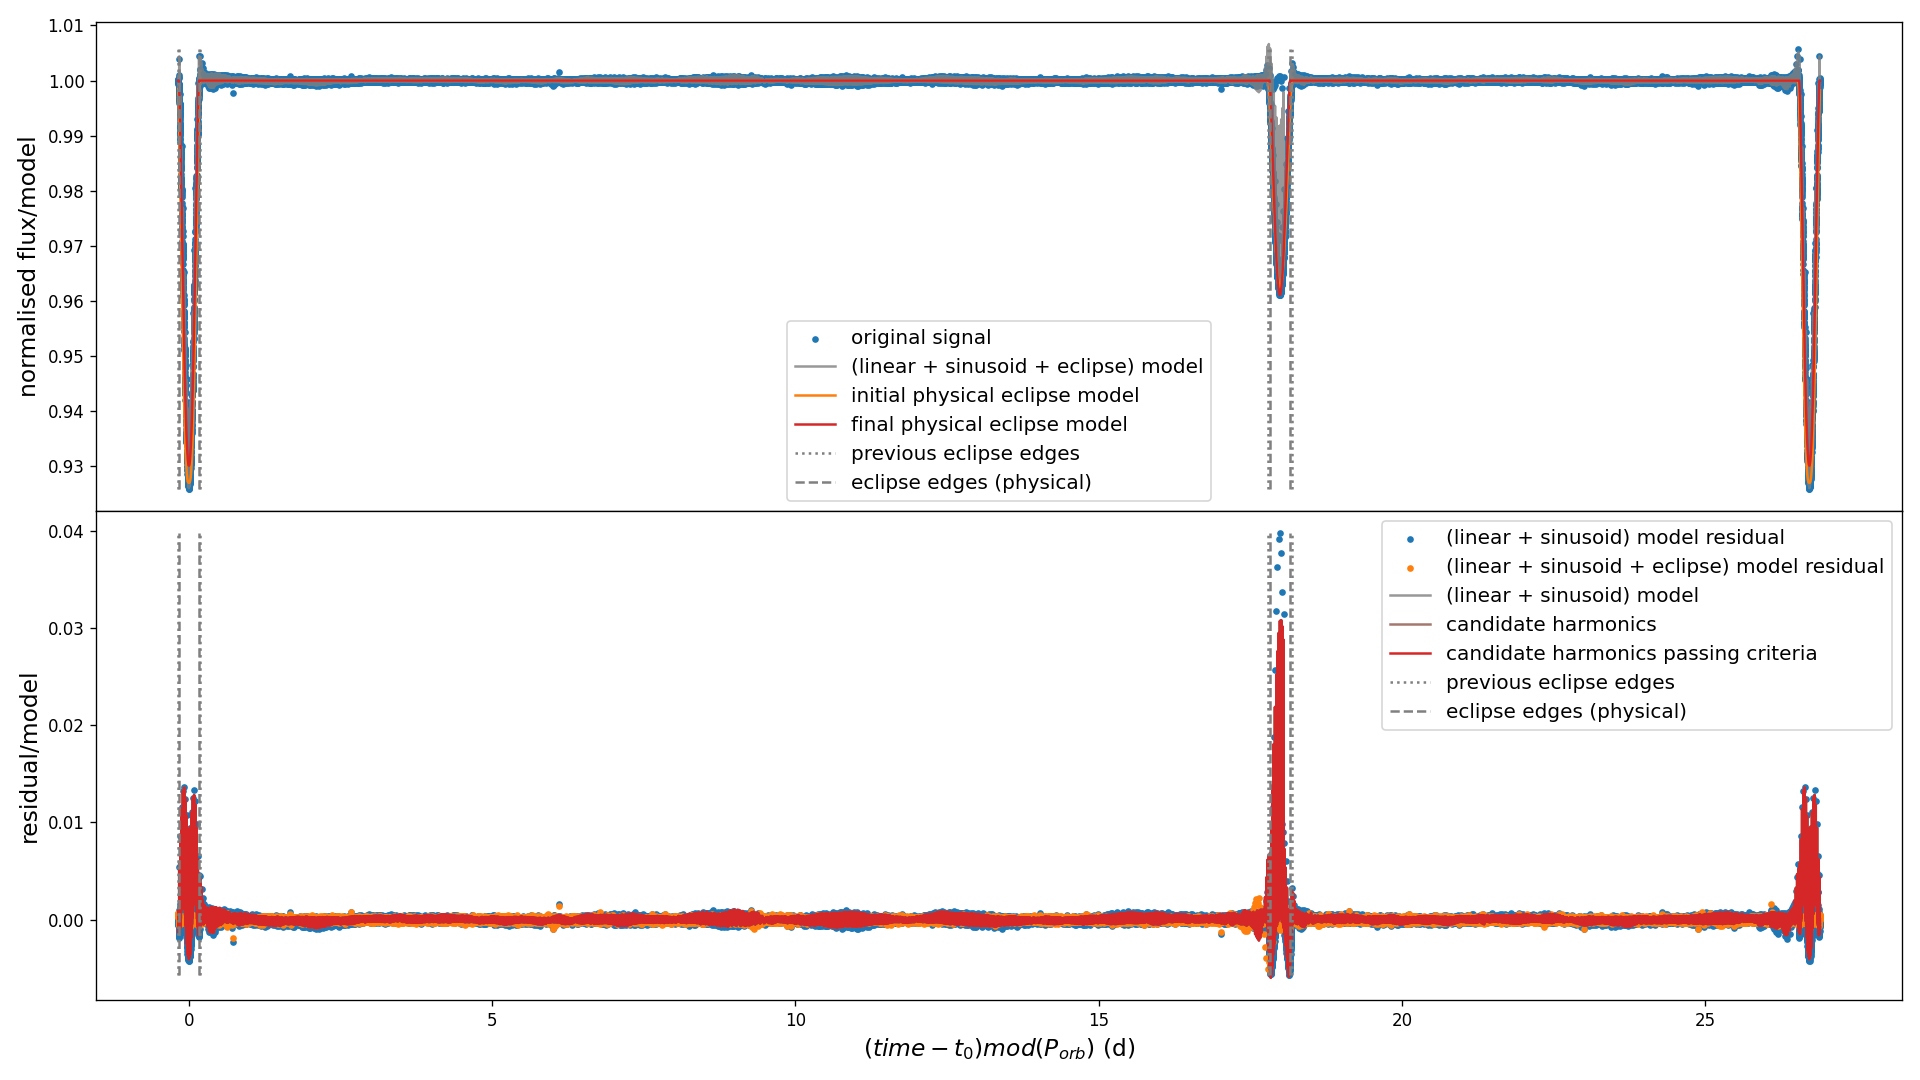 1.01
1.00
0.99
0.98
0.97
0.96
0.95
0.94
0.93
normalised flux/model
original signal
(linear + sinusoid + eclipse) model
initial physical eclipse model
final physical eclipse model
previous eclipse edges
eclipse edges (physical)
0.04
0.03
0.02
0.01
0.00
residual/model
(linear + sinusoid) model residual
(linear + sinusoid + eclipse) model residual
(linear + sinusoid) model
candidate harmonics
candidate harmonics passing criteria
previous eclipse edges
eclipse edges (physical)
0 5 10 15 20 25
(time − t₀)mod(P_orb) (d)